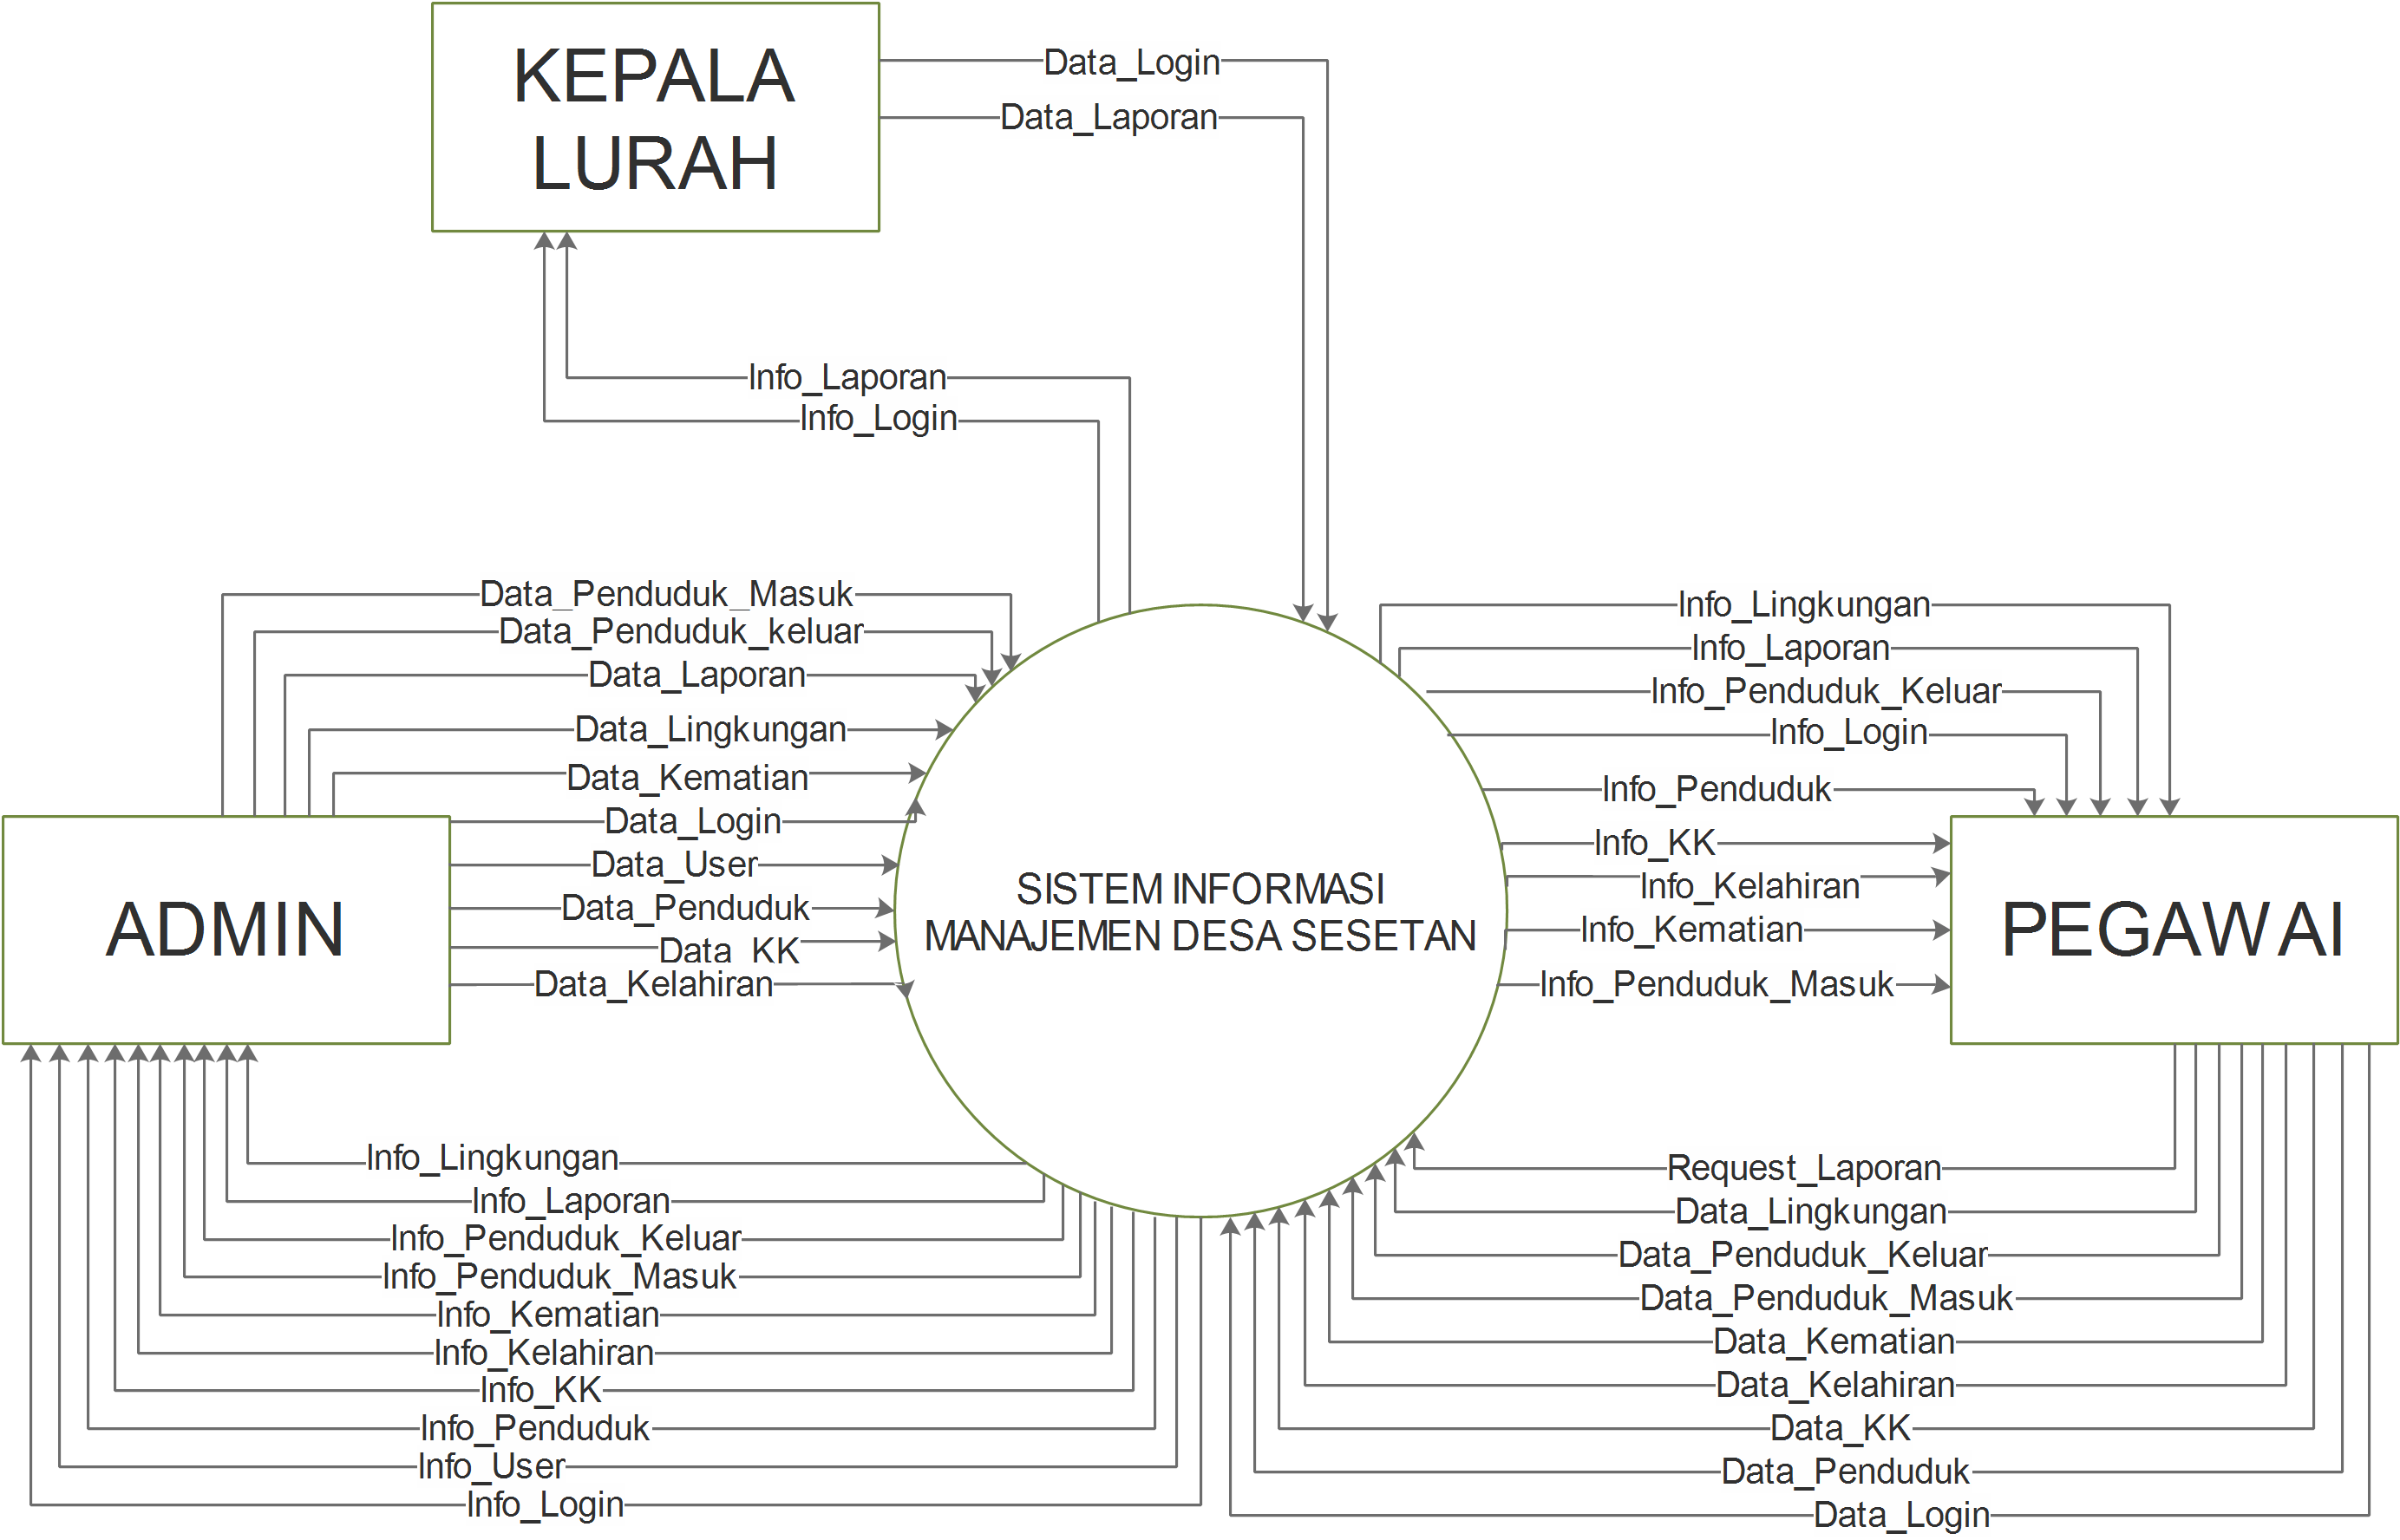 KEPALA
LURAH
Data_Login
Data_Laporan
Info_Laporan
Info_Login
Data_Penduduk_Masuk
Data_Penduduk_keluar
Data_Laporan
Data_Lingkungan
Data_Kematian
Data_Login
Data_User
Data_Penduduk
Data_KK
Data_Kelahiran
ADMIN
SISTEM INFORMASI
MANAJEMEN DESA SESETAN
Info_Lingkungan
Info_Laporan
Info_Penduduk_Keluar
Info_Login
Info_Penduduk
Info_KK
Info_Kelahiran
Info_Kematian
Info_Penduduk_Masuk
PEGAWAI
Info_Lingkungan
Info_Laporan
Info_Penduduk_Keluar
Info_Penduduk_Masuk
Info_Kematian
Info_Kelahiran
Info_KK
Info_Penduduk
Info_User
Info_Login
Request_Laporan
Data_Lingkungan
Data_Penduduk_Keluar
Data_Penduduk_Masuk
Data_Kematian
Data_Kelahiran
Data_KK
Data_Penduduk
Data_Login